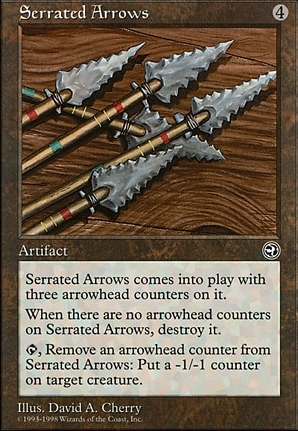 Serrated Arrows 4
Artifact
Serrated Arrows comes into play with
three arrowhead counters on it.
When there are no arrowhead counters
on Serrated Arrows, destroy it.
, Remove an arrowhead counter from
Serrated Arrows: Put a -1/-1 counter
on target creature.
Illus. David A. Cherry
©1993-1998 Wizards of the Coast, Inc.